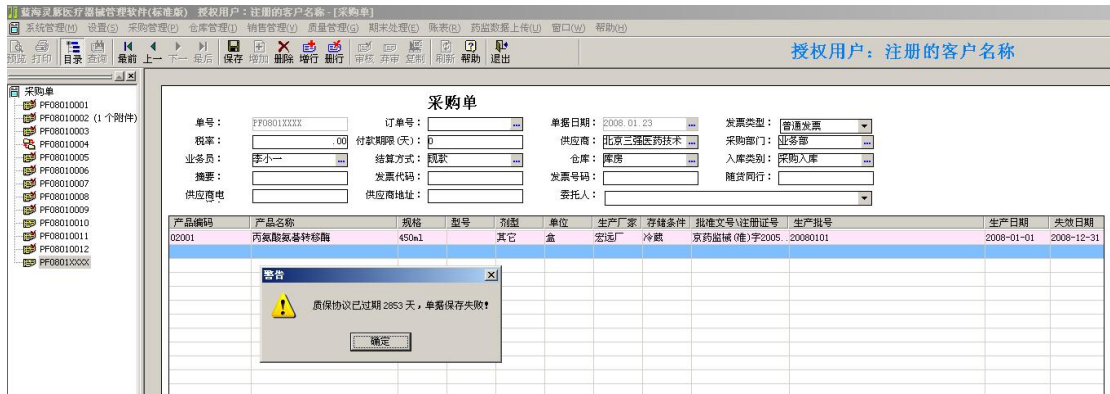 蓝海灵豚医疗器械管理软件(标准版) 授权用户：注册的客户名称 - [采购单]
系统管理(M) 设置(S) 采购管理(P) 仓库管理(I) 销售管理(V) 质量管理(G) 期末处理(E) 账表(R) 药监数据上传(U) 窗口(W) 帮助(H)
预览 打印 目录 查询 最前 上一 下一 最后 保存 增加 删除 增行 删行 审核 弃审 复制 刷新 帮助 退出
授权用户：注册的客户名称
采购单
PF08010001
PF08010002 (1 个附件)
PF08010003
PF08010004
PF08010005
PF08010006
PF08010007
PF08010008
PF08010009
PF08010010
PF08010011
PF08010012
PF0801XXXX
采购单
单号： PF0801XXXX 订单号： 单据日期： 2008.01.23 发票类型： 普通发票
税率： .00 付款期限(天)： 0 供应商： 北京三强医药技术 采购部门： 业务部
业务员： 李小一 结算方式： 现款 仓库： 库房 入库类别： 采购入库
摘要： 发票代码： 发票号码： 随货同行：
供应商电 供应商地址： 委托人：
产品编码 产品名称 规格 型号 剂型 单位 生产厂家 存储条件 批准文号\注册证号 生产批号 生产日期 失效日期
02001 丙氨酸氨基转移酶 450ml 其它 盒 宏远厂 冷藏 京药监械(准)字2005... 20080101 2008-01-01 2008-12-31
警告
质保协议已过期 2853 天，单据保存失败!
确定